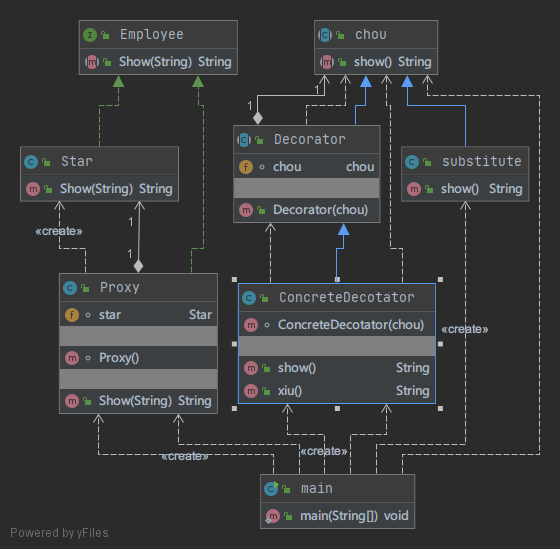 Employee
Show(String) String
chou
show() String
1
1
Decorator
chou chou
Decorator(chou)
Star
Show(String) String
substitute
show() String
«create»
1
Proxy
star Star
Proxy()
Show(String) String
ConcreteDecotator
ConcreteDecotator(chou)
show() String
xiu() String
«create»
«create»
«create»
main
main(String[]) void
Powered by yFiles